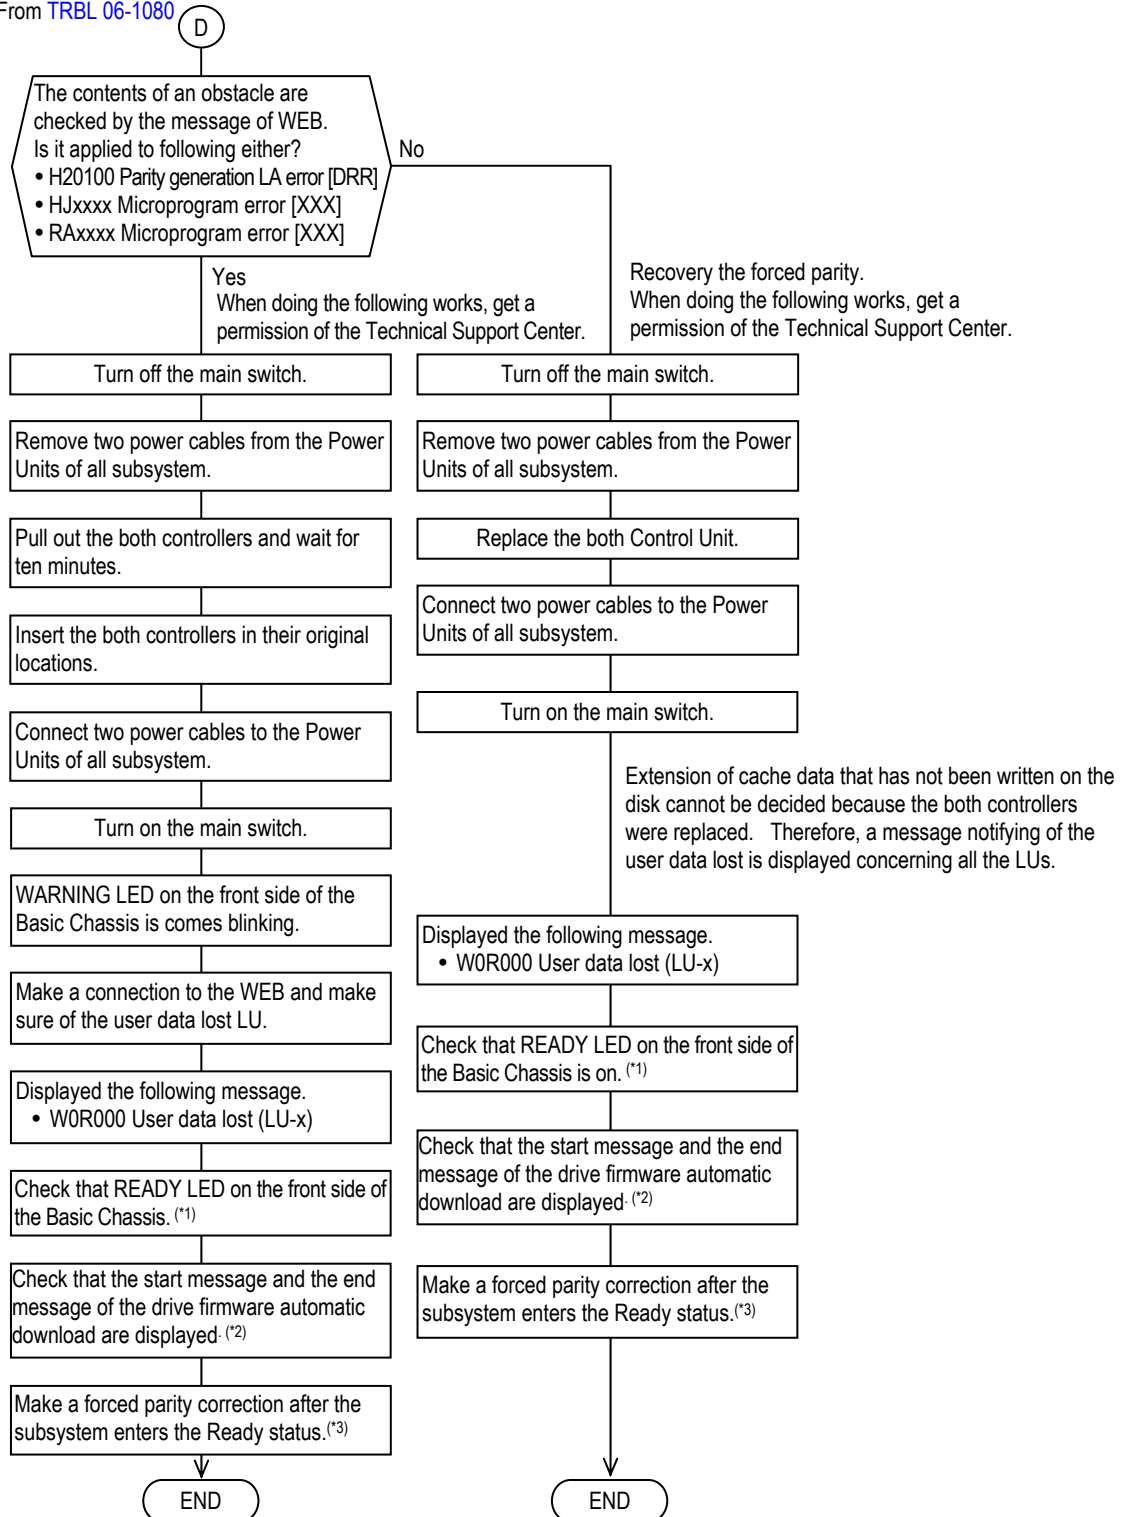 From TRBL 06-1080
D
The contents of an obstacle are
checked by the message of WEB.
Is it applied to following either?
• H20100 Parity generation LA error [DRR]
• HJxxxx Microprogram error [XXX]
• RAxxxx Microprogram error [XXX]
No
Yes
When doing the following works, get a
permission of the Technical Support Center.
Recovery the forced parity.
When doing the following works, get a
permission of the Technical Support Center.
Turn off the main switch.
Remove two power cables from the Power
Units of all subsystem.
Pull out the both controllers and wait for
ten minutes.
Insert the both controllers in their original
locations.
Connect two power cables to the Power
Units of all subsystem.
Turn on the main switch.
WARNING LED on the front side of the
Basic Chassis is comes blinking.
Make a connection to the WEB and make
sure of the user data lost LU.
Displayed the following message.
• W0R000 User data lost (LU-x)
Check that READY LED on the front side of
the Basic Chassis. (*1)
Check that the start message and the end
message of the drive firmware automatic
download are displayed. (*2)
Make a forced parity correction after the
subsystem enters the Ready status.(*3)
END
Turn off the main switch.
Remove two power cables from the Power
Units of all subsystem.
Replace the both Control Unit.
Connect two power cables to the Power
Units of all subsystem.
Turn on the main switch.
Extension of cache data that has not been written on the
disk cannot be decided because the both controllers
were replaced. Therefore, a message notifying of the
user data lost is displayed concerning all the LUs.
Displayed the following message.
• W0R000 User data lost (LU-x)
Check that READY LED on the front side of
the Basic Chassis is on. (*1)
Check that the start message and the end
message of the drive firmware automatic
download are displayed. (*2)
Make a forced parity correction after the
subsystem enters the Ready status.(*3)
END